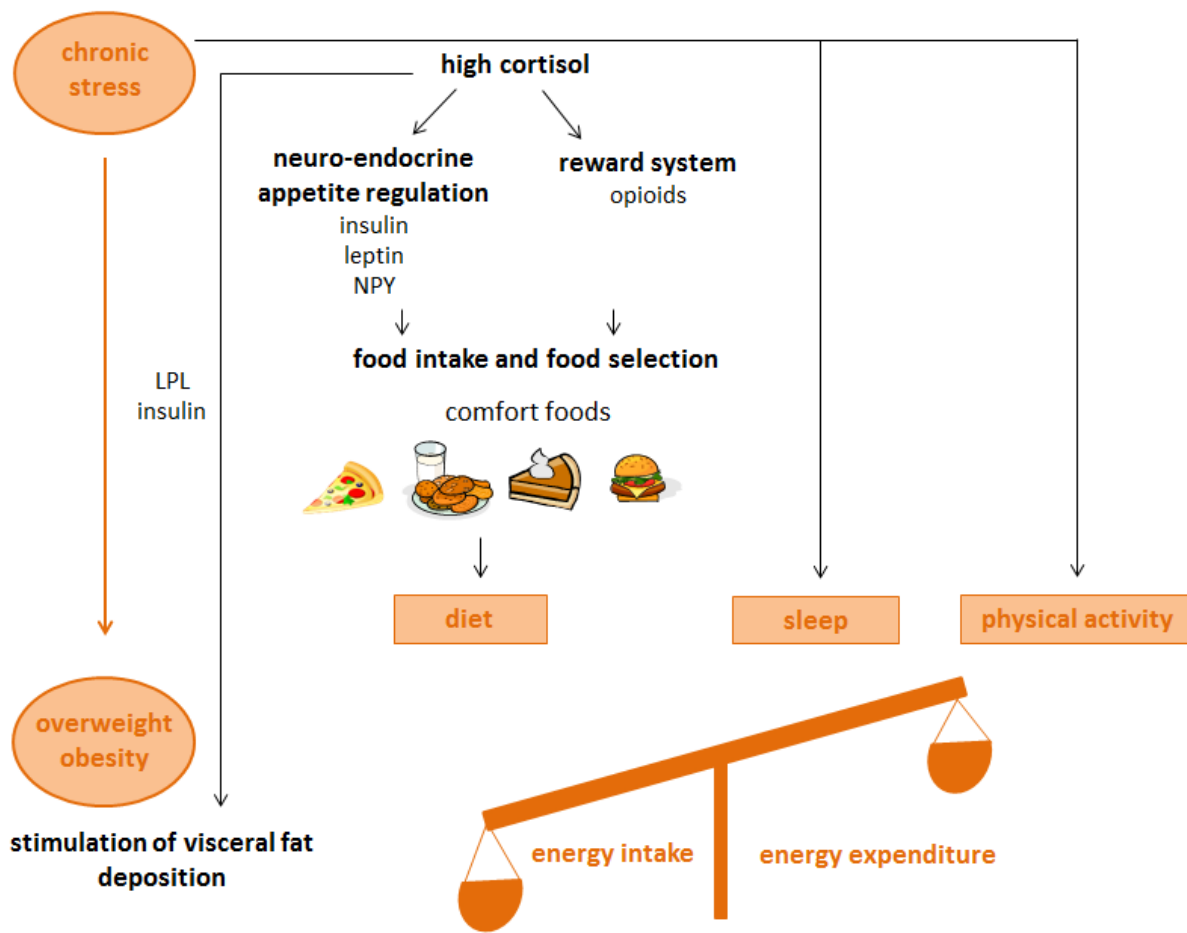 chronic
stress
high cortisol
neuro-endocrine
appetite regulation
insulin
leptin
NPY
reward system
opioids
food intake and food selection
comfort foods
LPL
insulin
diet
sleep
physical activity
overweight
obesity
stimulation of visceral fat
deposition
energy intake
energy expenditure